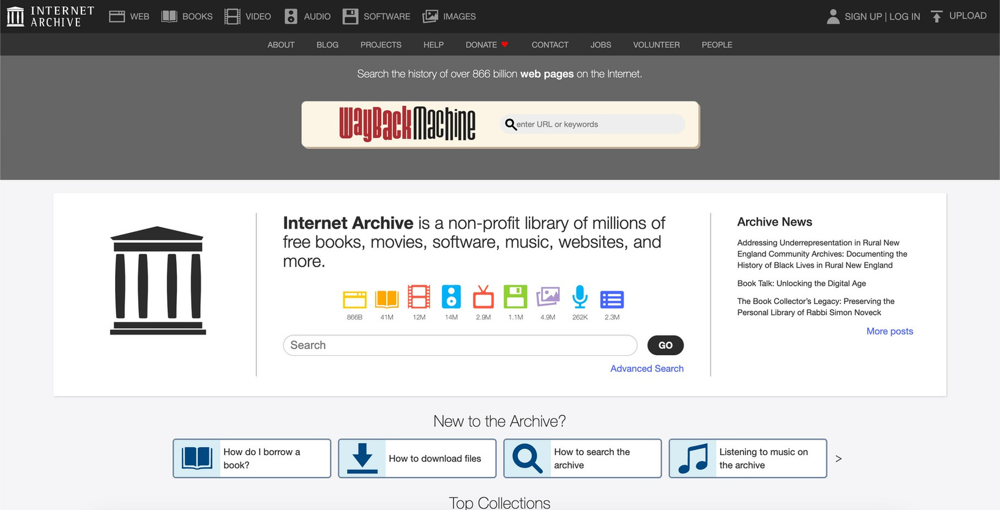 INTERNET ARCHIVE
WEB
BOOKS
VIDEO
AUDIO
SOFTWARE
IMAGES
SIGN UP | LOG IN
UPLOAD
ABOUT
BLOG
PROJECTS
HELP
DONATE
CONTACT
JOBS
VOLUNTEER
PEOPLE
Search the history of over 866 billion web pages on the Internet.
WayBackMachine
enter URL or keywords
Internet Archive is a non-profit library of millions of
free books, movies, software, music, websites, and
more.
866B
41M
12M
14M
2.9M
1.1M
4.9M
262K
2.3M
Search
GO
Advanced Search
Archive News
Addressing Underrepresentation in Rural New
England Community Archives: Documenting the
History of Black Lives in Rural New England
Book Talk: Unlocking the Digital Age
The Book Collector’s Legacy: Preserving the
Personal Library of Rabbi Simon Noveck
More posts
New to the Archive?
How do I borrow a
book?
How to download files
How to search the
archive
Listening to music on
the archive
>
Top Collections